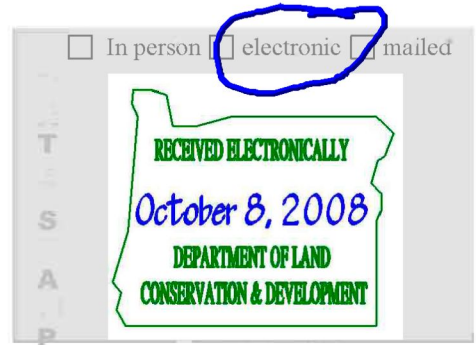 In person electronic mailed
RECEIVED ELECTRONICALLY
October 8, 2008
DEPARTMENT OF LAND
CONSERVATION & DEVELOPMENT
T
S
A
P